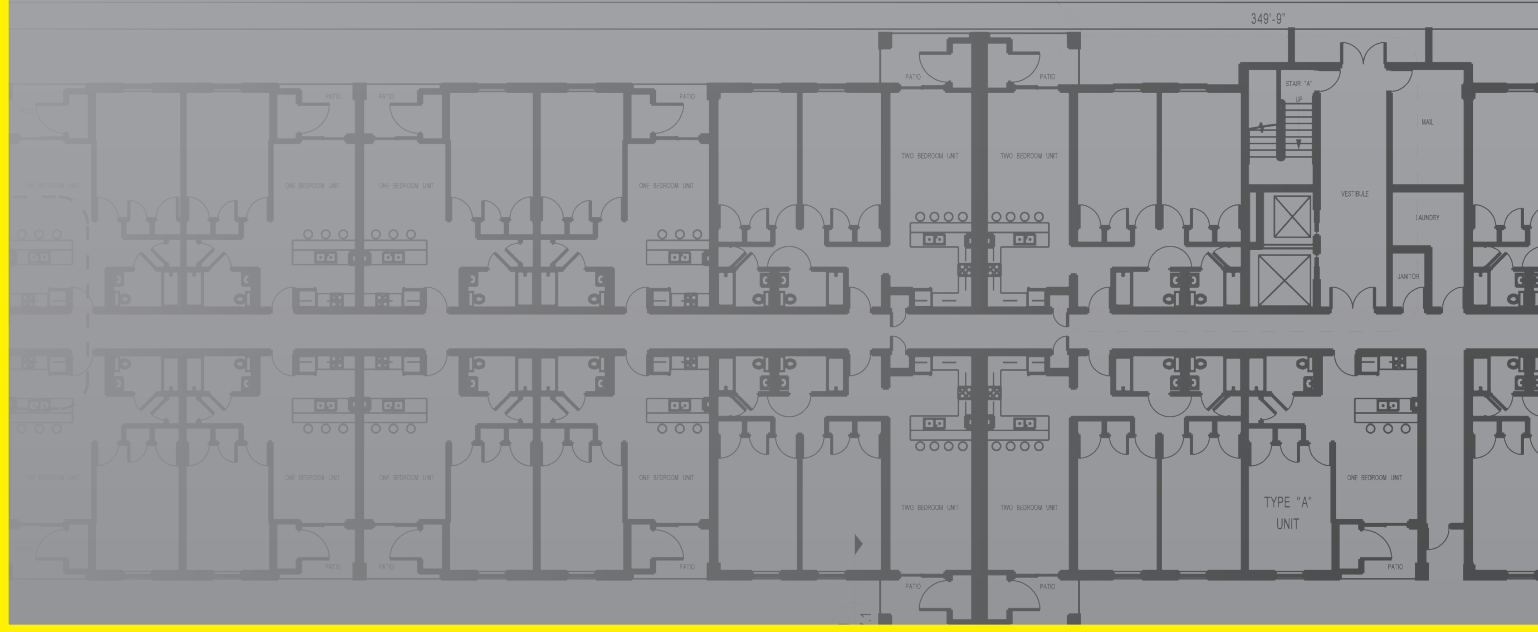 349'-9"
PATIO
PATIO
STAIR "A"
UP
PATIO
PATIO
PATIO
PATIO
MAIL
TWO BEDROOM UNIT
TWO BEDROOM UNIT
ONE BEDROOM UNIT
ONE BEDROOM UNIT
ONE BEDROOM UNIT
VESTIBULE
LAUNDRY
JANITOR
ONE BEDROOM UNIT
ONE BEDROOM UNIT
ONE BEDROOM UNIT
ONE BEDROOM UNIT
TYPE "A"
UNIT
TWO BEDROOM UNIT
TWO BEDROOM UNIT
PATIO
PATIO
PATIO
PATIO
PATIO
PATIO